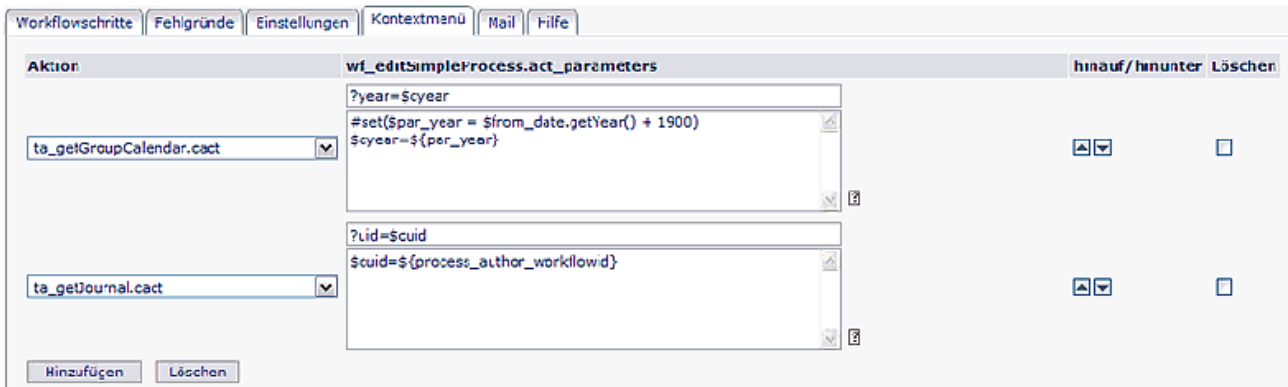 Workflowschritte Fehlgründe Einstellungen Kontextmenü Mail Hilfe
Aktion wf_editSimpleProcess.act_parameters hinauf/hinunter Löschen
?year=$cyear
#set($par_year = $from_date.getYear() + 1900)
$cyear=${par_year}
ta_getGroupCalendar.cact
?uid=$cuid
$cuid=${process_author_workflowid}
ta_getJournal.cact
Hinzufügen Löschen